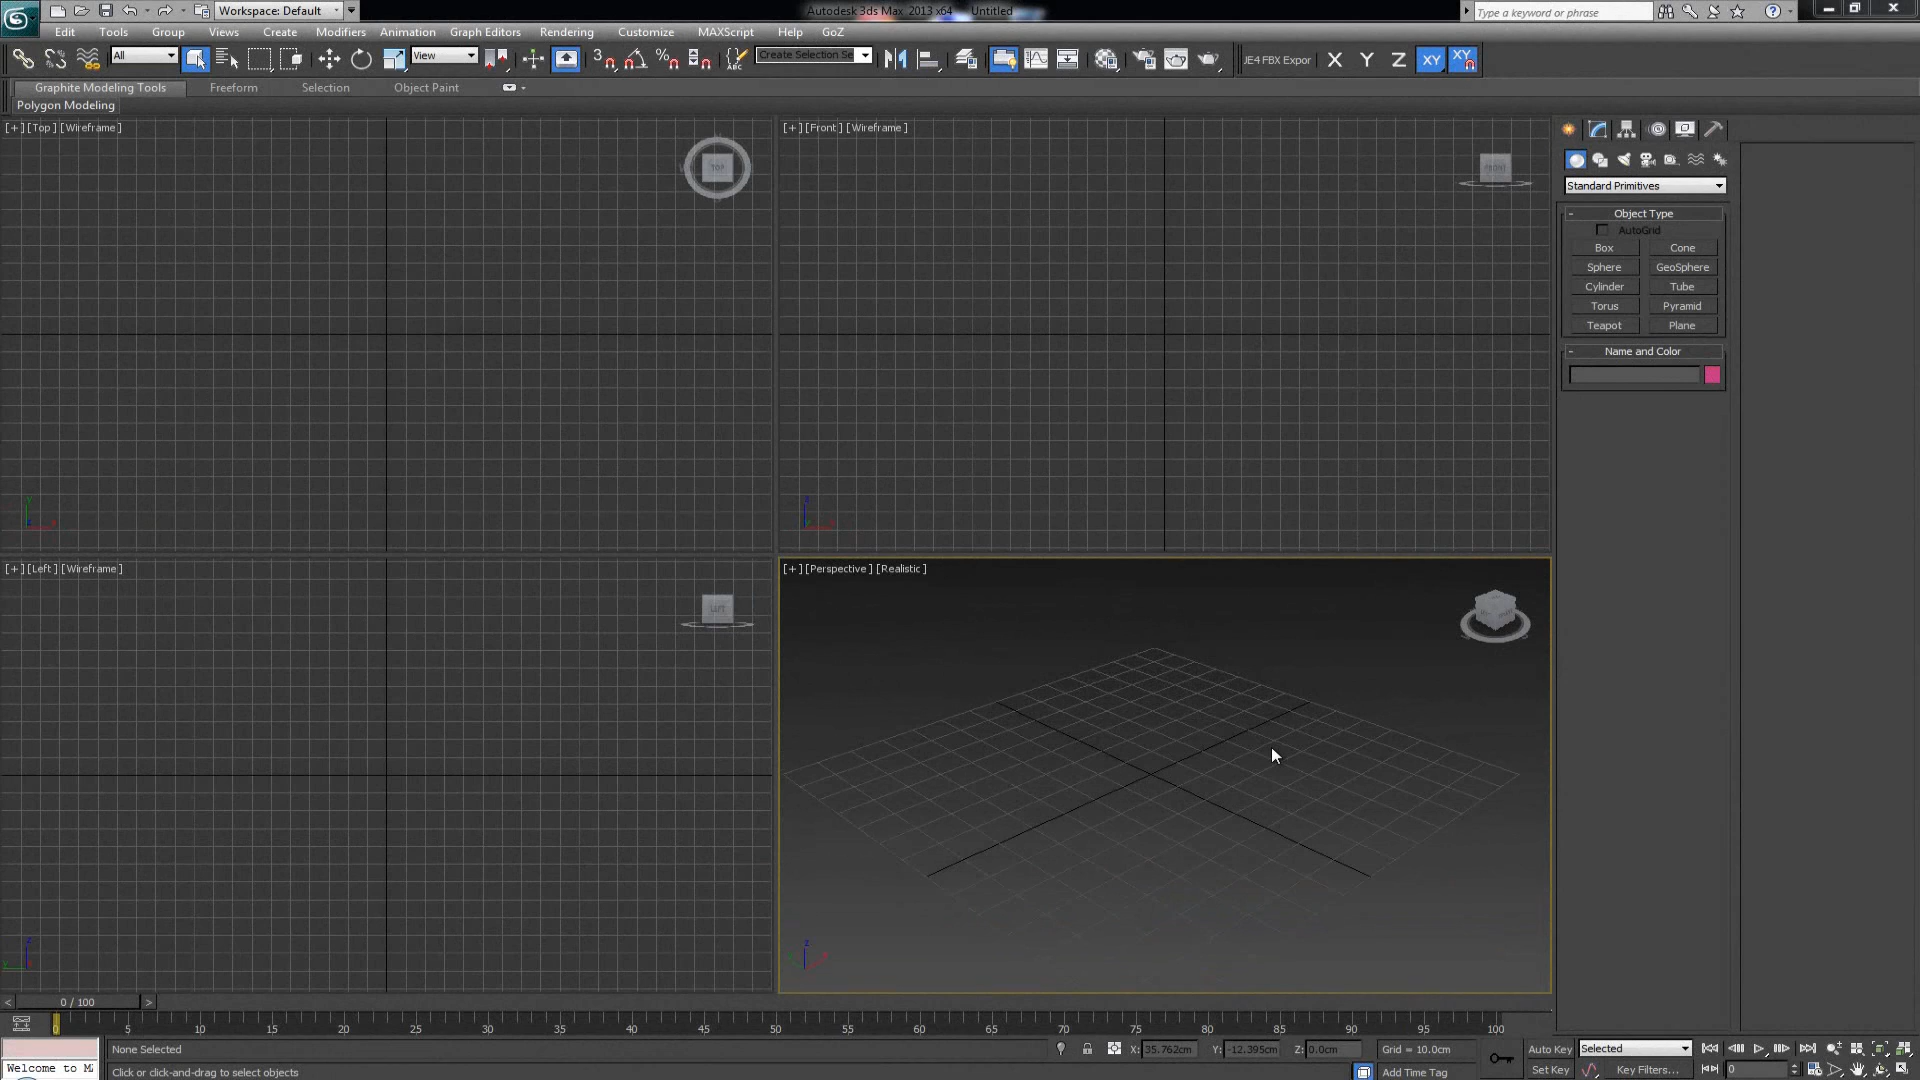 Workspace: Default
Autodesk 3ds Max 2013 x64 Untitled
Type a keyword or phrase
Edit Tools Group Views Create Modifiers Animation Graph Editors Rendering Customize MAXScript Help GoZ
All View 3 Create Selection Se JE4 FBX Expor X Y Z XY XY
Graphite Modeling Tools Freeform Selection Object Paint
Polygon Modeling
[+] [Top ] [Wireframe ]
TOP
[+] [Front ] [Wireframe ]
FRONT
Standard Primitives
- Object Type
AutoGrid
Box Cone
Sphere GeoSphere
Cylinder Tube
Torus Pyramid
Teapot Plane
- Name and Color
[+] [Left ] [Wireframe ]
LEFT
[+] [Perspective ] [Realistic ]
< 0 / 100 >
0 5 10 15 20 25 30 35 40 45 50 55 60 65 70 75 80 85 90 95 100
None Selected X: 35.762cm Y: -12.395cm Z: 0.0cm Grid = 10.0cm Auto Key Selected
Welcome to M Click or click-and-drag to select objects Add Time Tag Set Key Key Filters... 0